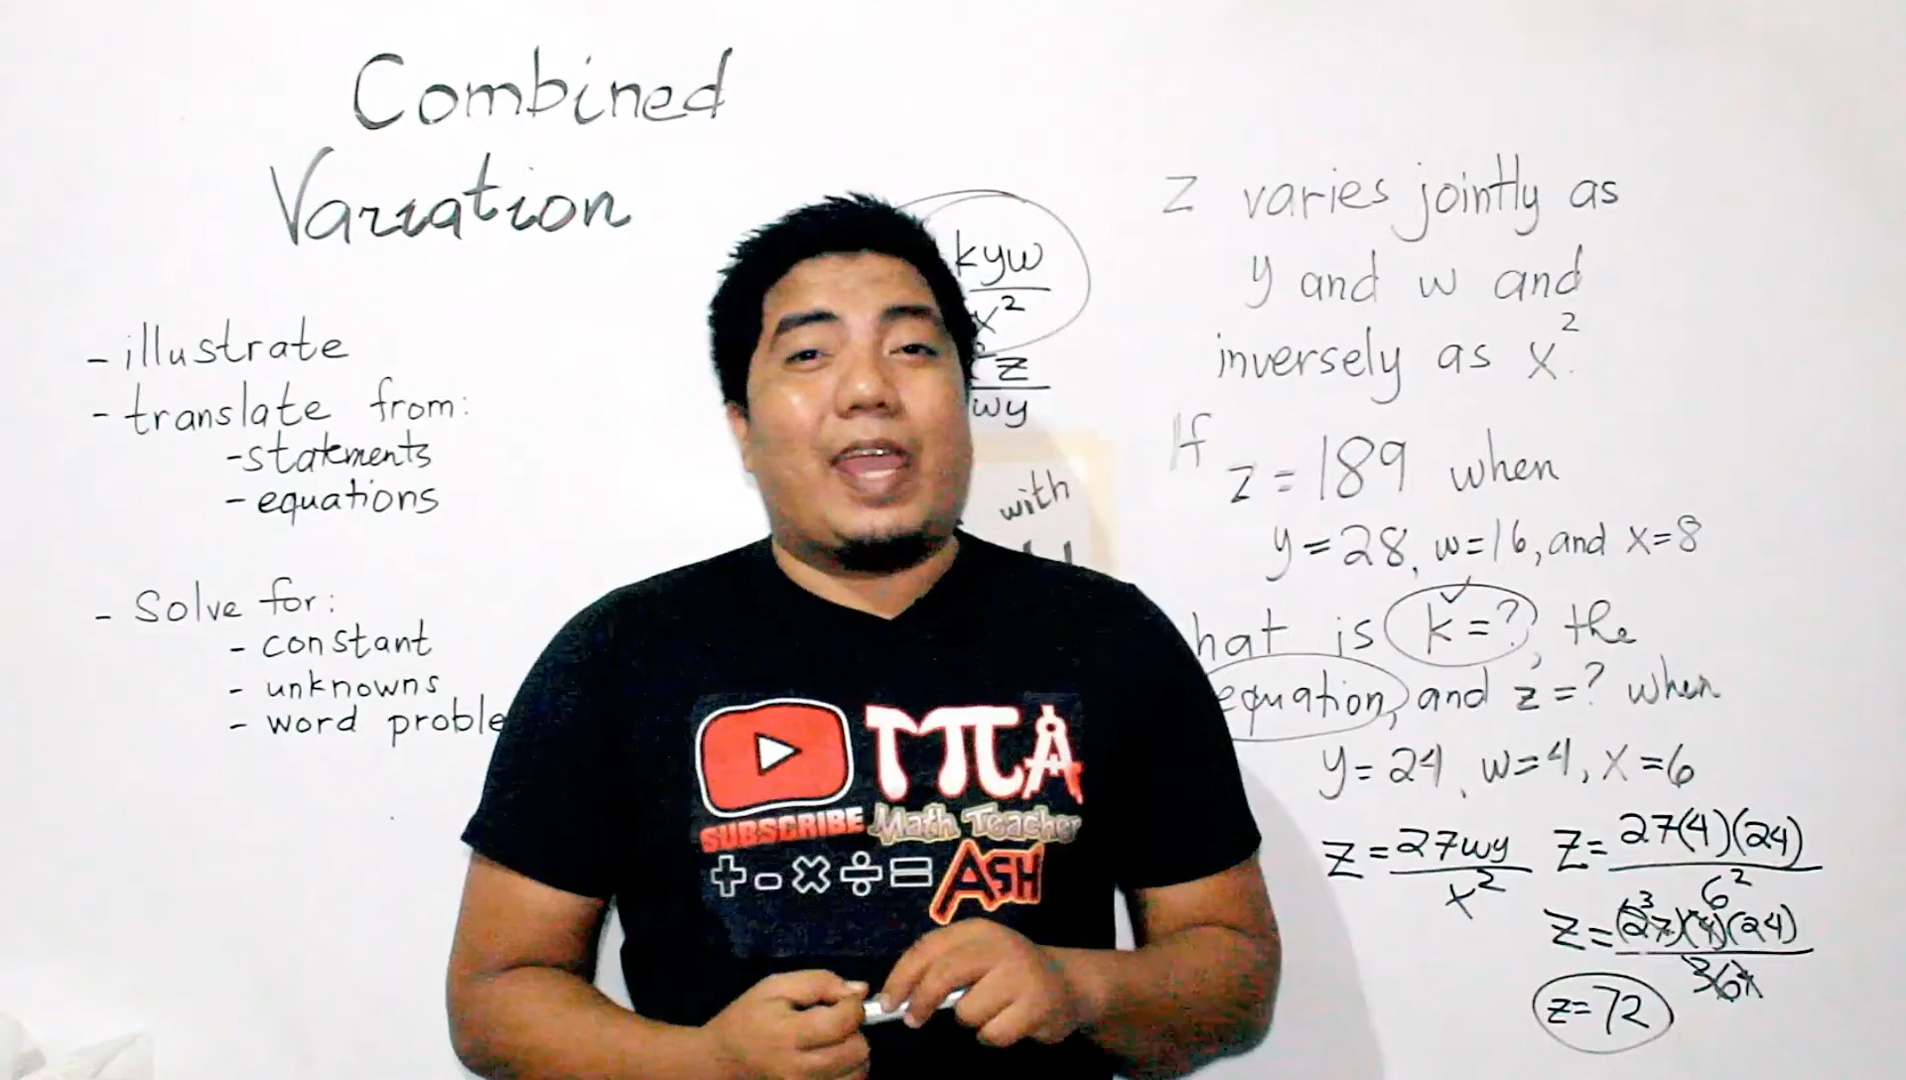 Combined
Variation
- illustrate
- translate from:
- statements
- equations
- Solve for:
- constant
- unknowns
- word proble
kyw
x²
z
wy
with
SUBSCRIBE
Math Teacher
+ - × ÷ = ASH
z varies jointly as
y and w and
inversely as x².
If
z = 189 when
y = 28, w = 16, and x = 8
hat is k = ?, the
equation, and z = ? when
y = 24, w = 4, x = 6
z = 27wy
x²
z = 27(4)(24)
6²
3
z = (27)(4)(24)
36
z = 72